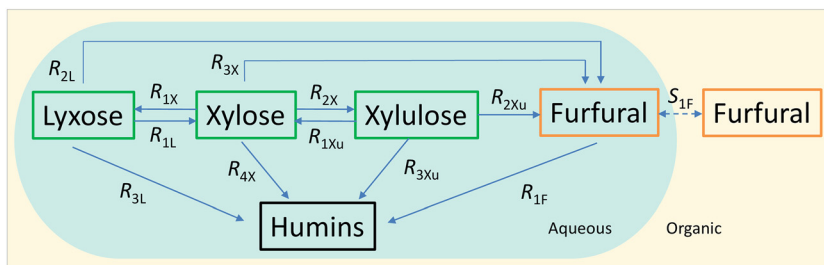 R2L
R3X
R1X
R2X
R2Xu
S1F
Lyxose
Xylose
Xylulose
Furfural
Furfural
R1L
R1Xu
R3L
R4X
R3Xu
R1F
Humins
Aqueous
Organic